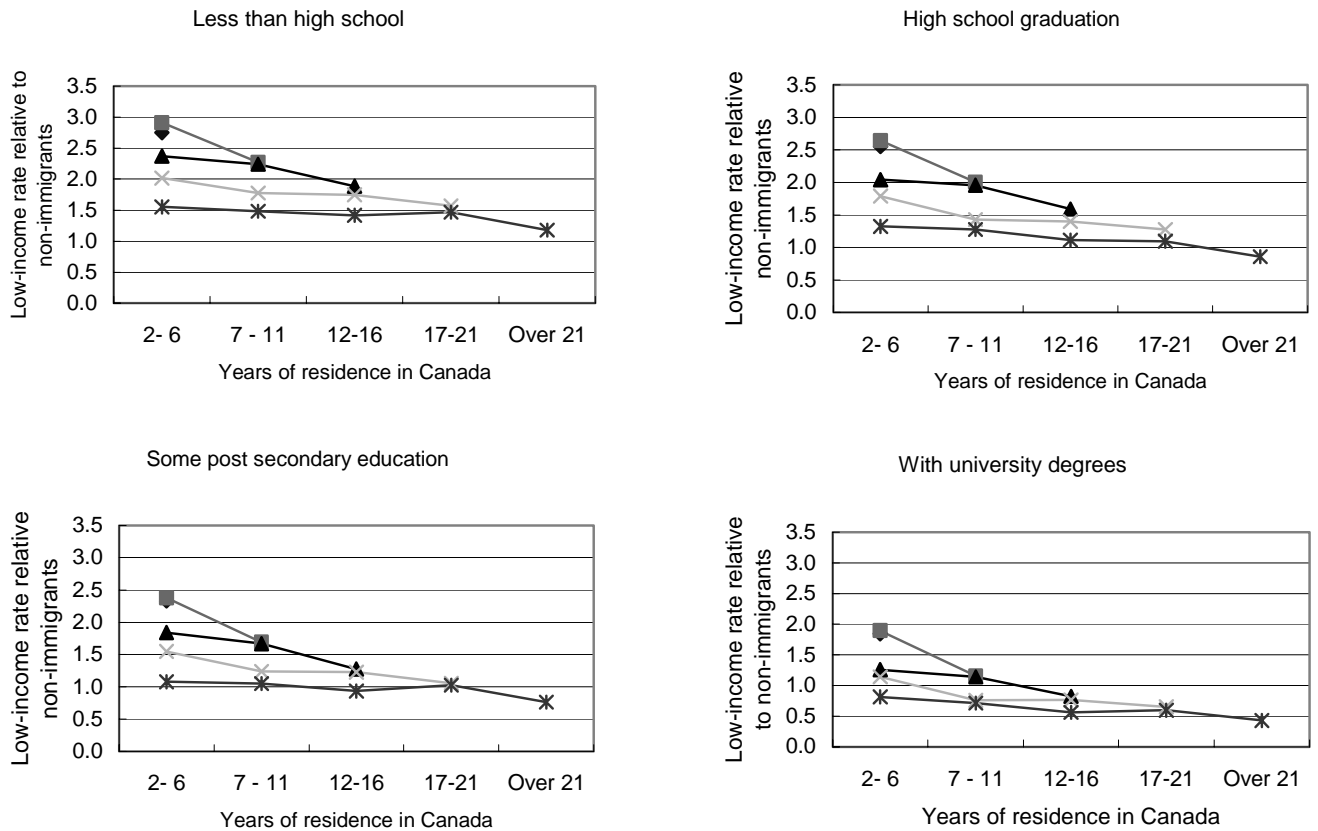 Less than high school
Low-income rate relative to
non-immigrants
3.5
3.0
2.5
2.0
1.5
1.0
0.5
0.0
2- 6
7 - 11
12-16
17-21
Over 21
Years of residence in Canada
High school graduation
Low-income rate relative
non-immigrants
3.5
3.0
2.5
2.0
1.5
1.0
0.5
0.0
2- 6
7 - 11
12-16
17-21
Over 21
Years of residence in Canada
Some post secondary education
Low-income rate relative
non-immigrants
3.5
3.0
2.5
2.0
1.5
1.0
0.5
0.0
2- 6
7 - 11
12-16
17-21
Over 21
Years of residence in Canada
With university degrees
Low-income rate relative
to non-immigrants
3.5
3.0
2.5
2.0
1.5
1.0
0.5
0.0
2- 6
7 - 11
12-16
17-21
Over 21
Years of residence in Canada